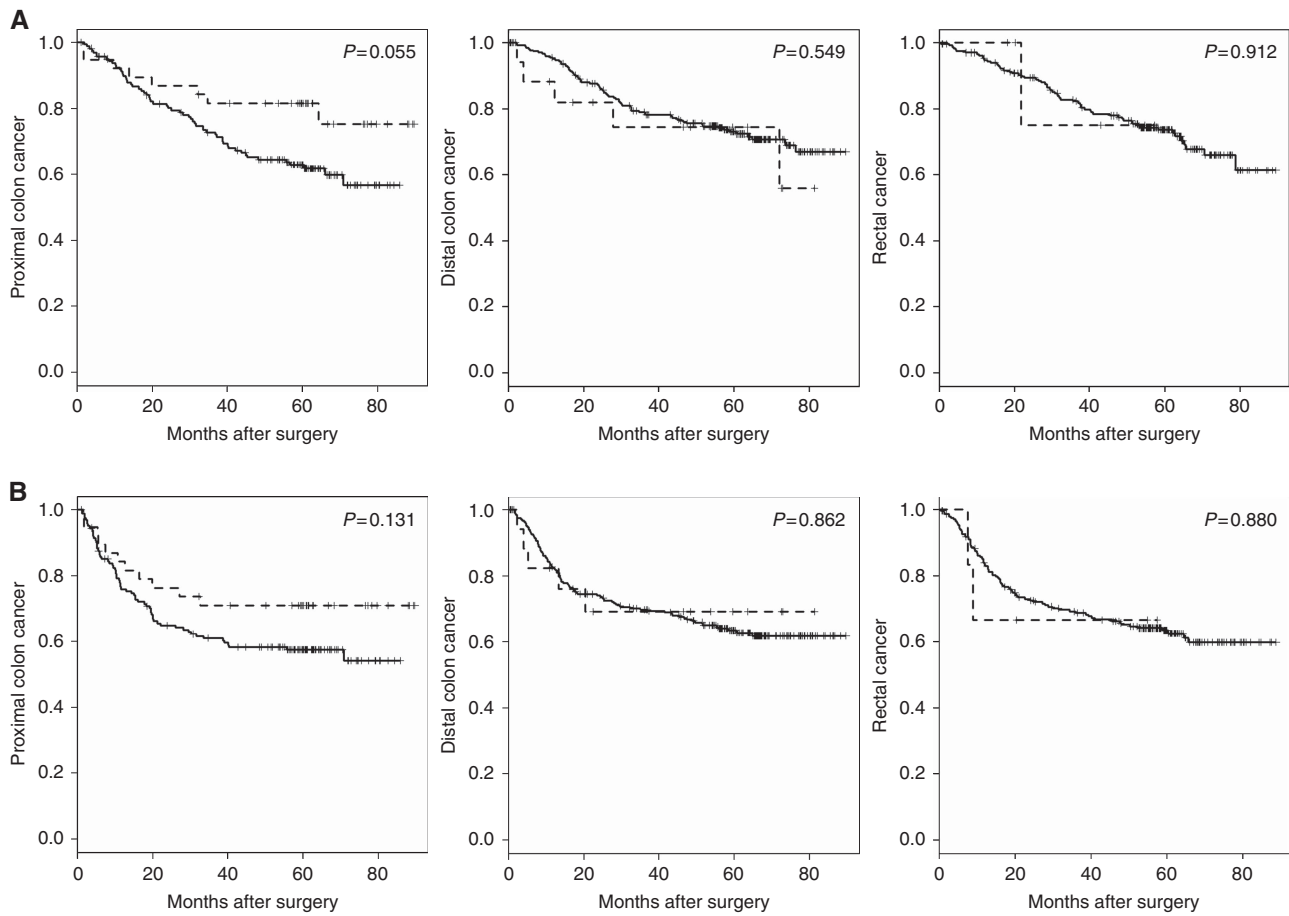 A
Proximal colon cancer
1.0
0.8
0.6
0.4
0.2
0.0
P=0.055
0 20 40 60 80
Months after surgery
Distal colon cancer
1.0
0.8
0.6
0.4
0.2
0.0
P=0.549
0 20 40 60 80
Months after surgery
Rectal cancer
1.0
0.8
0.6
0.4
0.2
0.0
P=0.912
0 20 40 60 80
Months after surgery
B
Proximal colon cancer
1.0
0.8
0.6
0.4
0.2
0.0
P=0.131
0 20 40 60 80
Months after surgery
Distal colon cancer
1.0
0.8
0.6
0.4
0.2
0.0
P=0.862
0 20 40 60 80
Months after surgery
Rectal cancer
1.0
0.8
0.6
0.4
0.2
0.0
P=0.880
0 20 40 60 80
Months after surgery